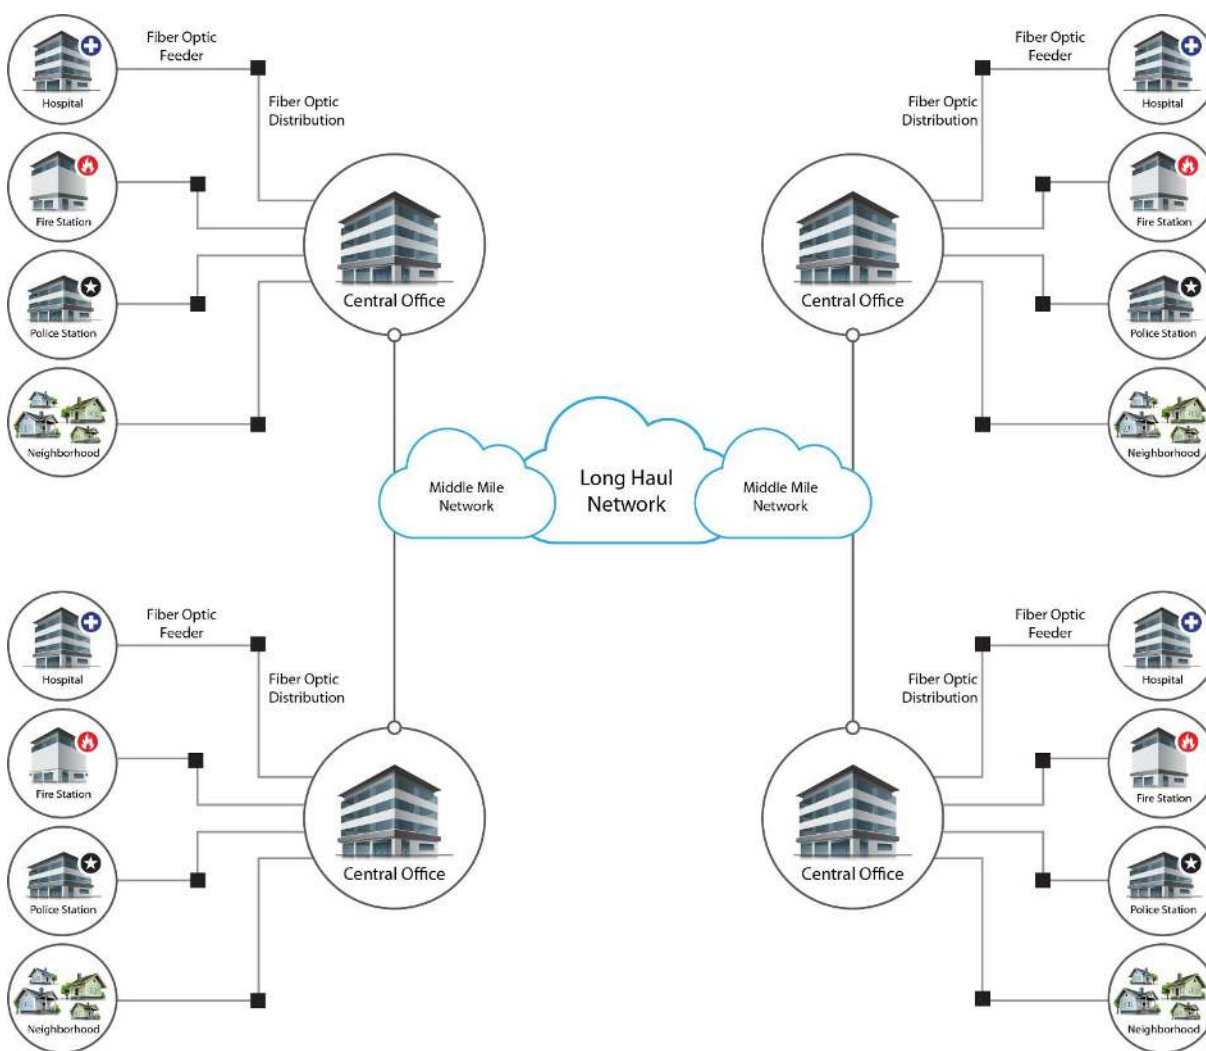 Fiber Optic
Feeder
Hospital
Fiber Optic
Distribution
Fire Station
Police Station
Neighborhood
Central Office
Fiber Optic
Feeder
Hospital
Fiber Optic
Distribution
Fire Station
Police Station
Neighborhood
Central Office
Middle Mile
Network
Long Haul
Network
Middle Mile
Network
Fiber Optic
Feeder
Hospital
Fiber Optic
Distribution
Fire Station
Police Station
Neighborhood
Central Office
Fiber Optic
Feeder
Hospital
Fiber Optic
Distribution
Fire Station
Police Station
Neighborhood
Central Office